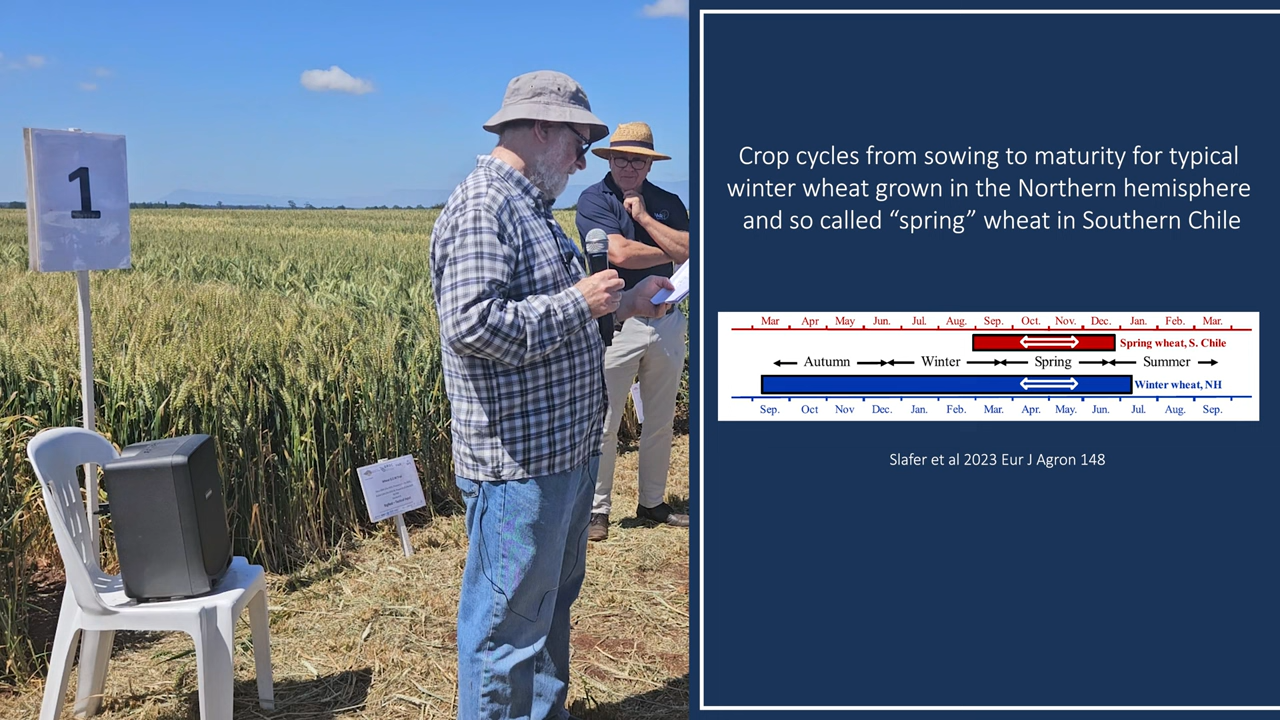 1
Crop cycles from sowing to maturity for typical
winter wheat grown in the Northern hemisphere
and so called “spring” wheat in Southern Chile
Mar Apr May Jun. Jul. Aug. Sep. Oct. Nov. Dec. Jan. Feb. Mar.
Spring wheat, S. Chile
Autumn Winter Spring Summer
Winter wheat, NH
Sep. Oct Nov Dec. Jan. Feb. Mar. Apr. May. Jun. Jul. Aug. Sep.
Slafer et al 2023 Eur J Agron 148